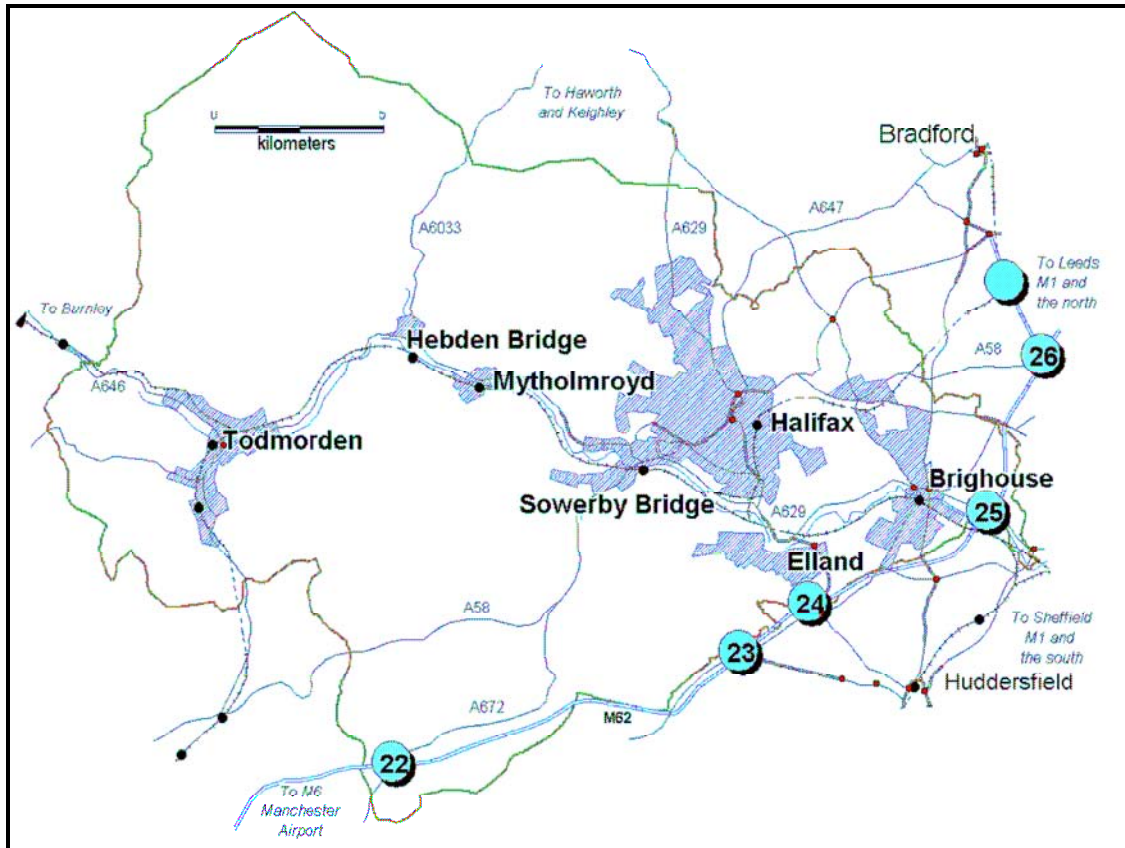 To Haworth
and Keighley
0 5
kilometers
Bradford
A6033
A629
A647
To Leeds
M1 and
the north
To Burnley
Hebden Bridge
A58
26
A646
Mytholmroyd
Todmorden
Halifax
Brighouse
Sowerby Bridge
A629
25
Elland
24
A58
To Sheffield
M1 and
the south
23
Huddersfield
A672
M62
22
To M6
Manchester
Airport